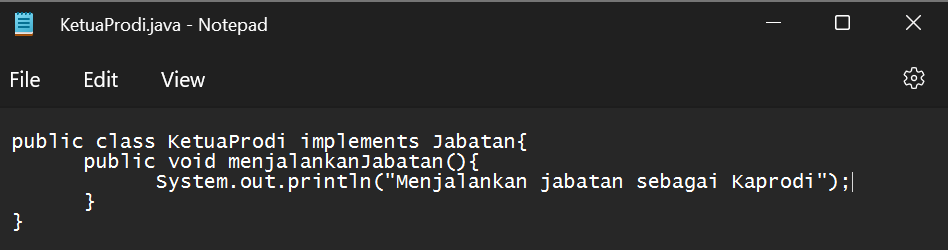 KetuaProdi.java - Notepad
File Edit View
public class KetuaProdi implements Jabatan{
public void menjalankanJabatan(){
System.out.println("Menjalankan jabatan sebagai Kaprodi");
}
}